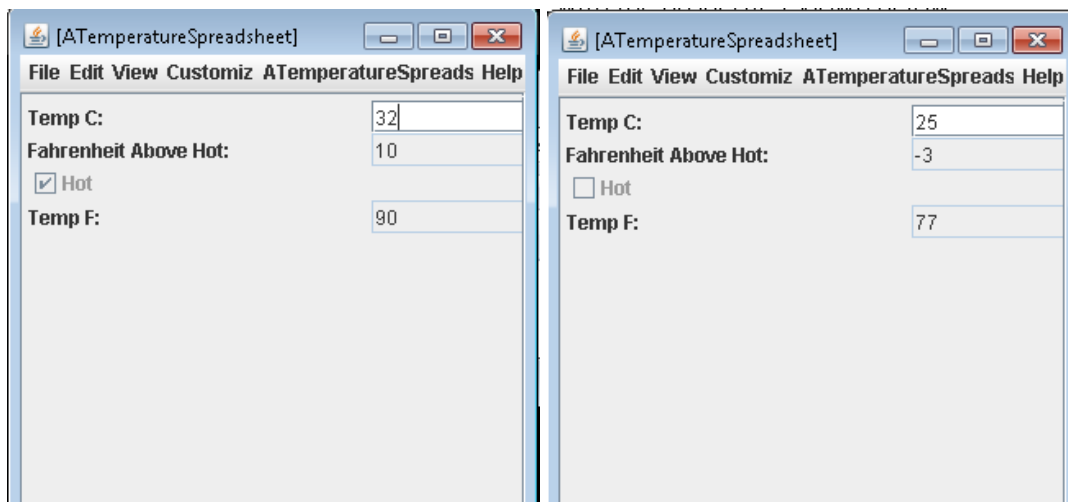 [ATemperatureSpreadsheet]
File Edit View Customiz ATemperatureSpreads Help
Temp C: 32
Fahrenheit Above Hot: 10
Hot
Temp F: 90
[ATemperatureSpreadsheet]
File Edit View Customiz ATemperatureSpreads Help
Temp C: 25
Fahrenheit Above Hot: -3
Hot
Temp F: 77